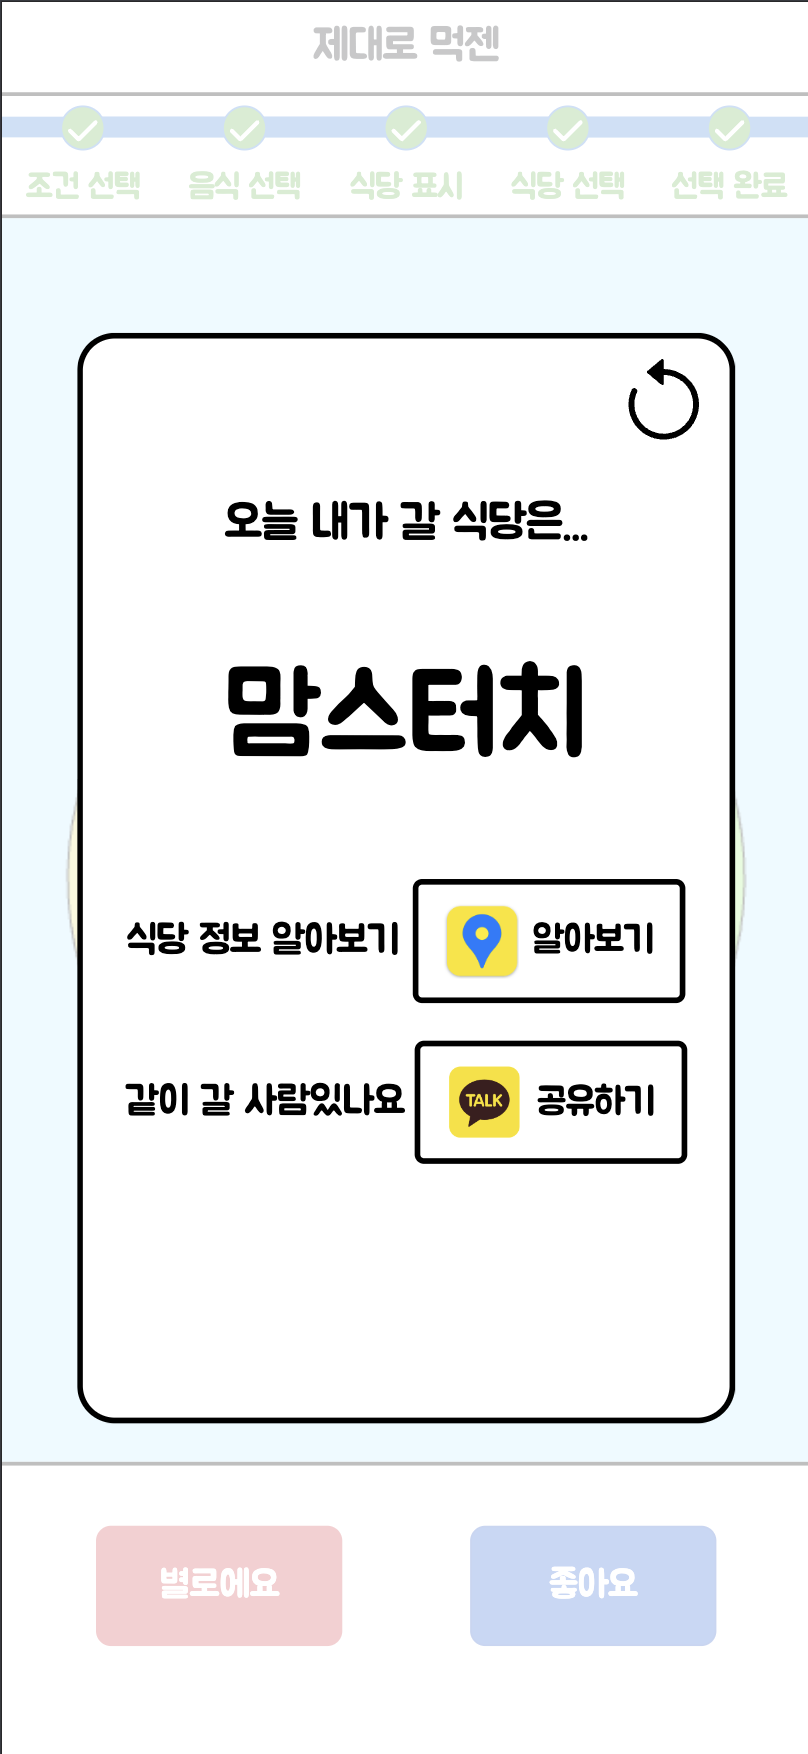 제대로 먹젠
조건 선택 음식 선택 식당 표시 식당 선택 선택 완료
오늘 내가 갈 식당은...
맘스터치
식당 정보 알아보기 알아보기
같이 갈 사람있나요 TALK 공유하기
별로에요 좋아요